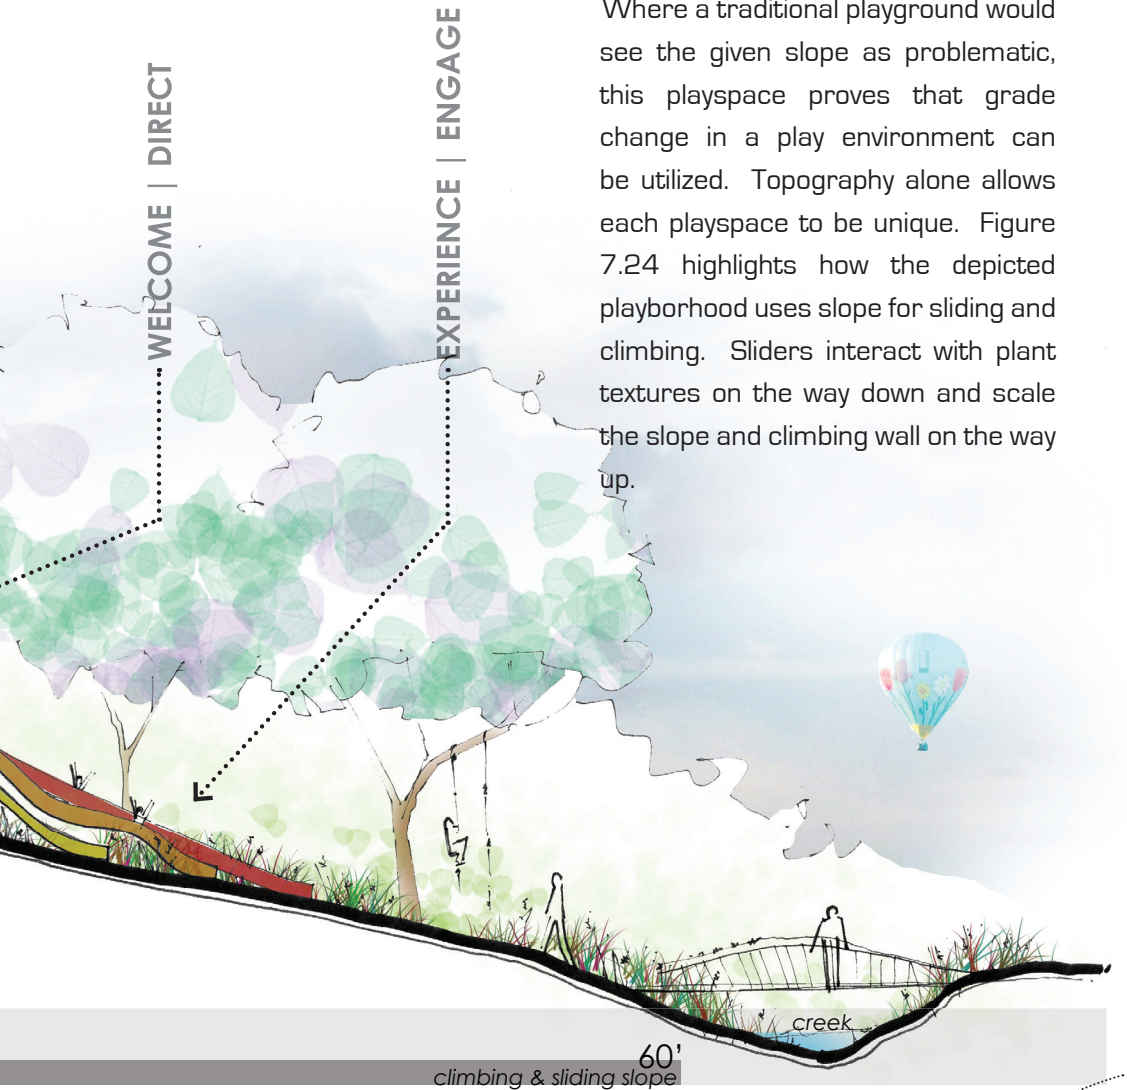 WELCOME | DIRECT
EXPERIENCE | ENGAGE
Where a traditional playground would
see the given slope as problematic,
this playspace proves that grade
change in a play environment can
be utilized. Topography alone allows
each playspace to be unique. Figure
7.24 highlights how the depicted
playborhood uses slope for sliding and
climbing. Sliders interact with plant
textures on the way down and scale
the slope and climbing wall on the way
up.
creek
60’
climbing & sliding slope